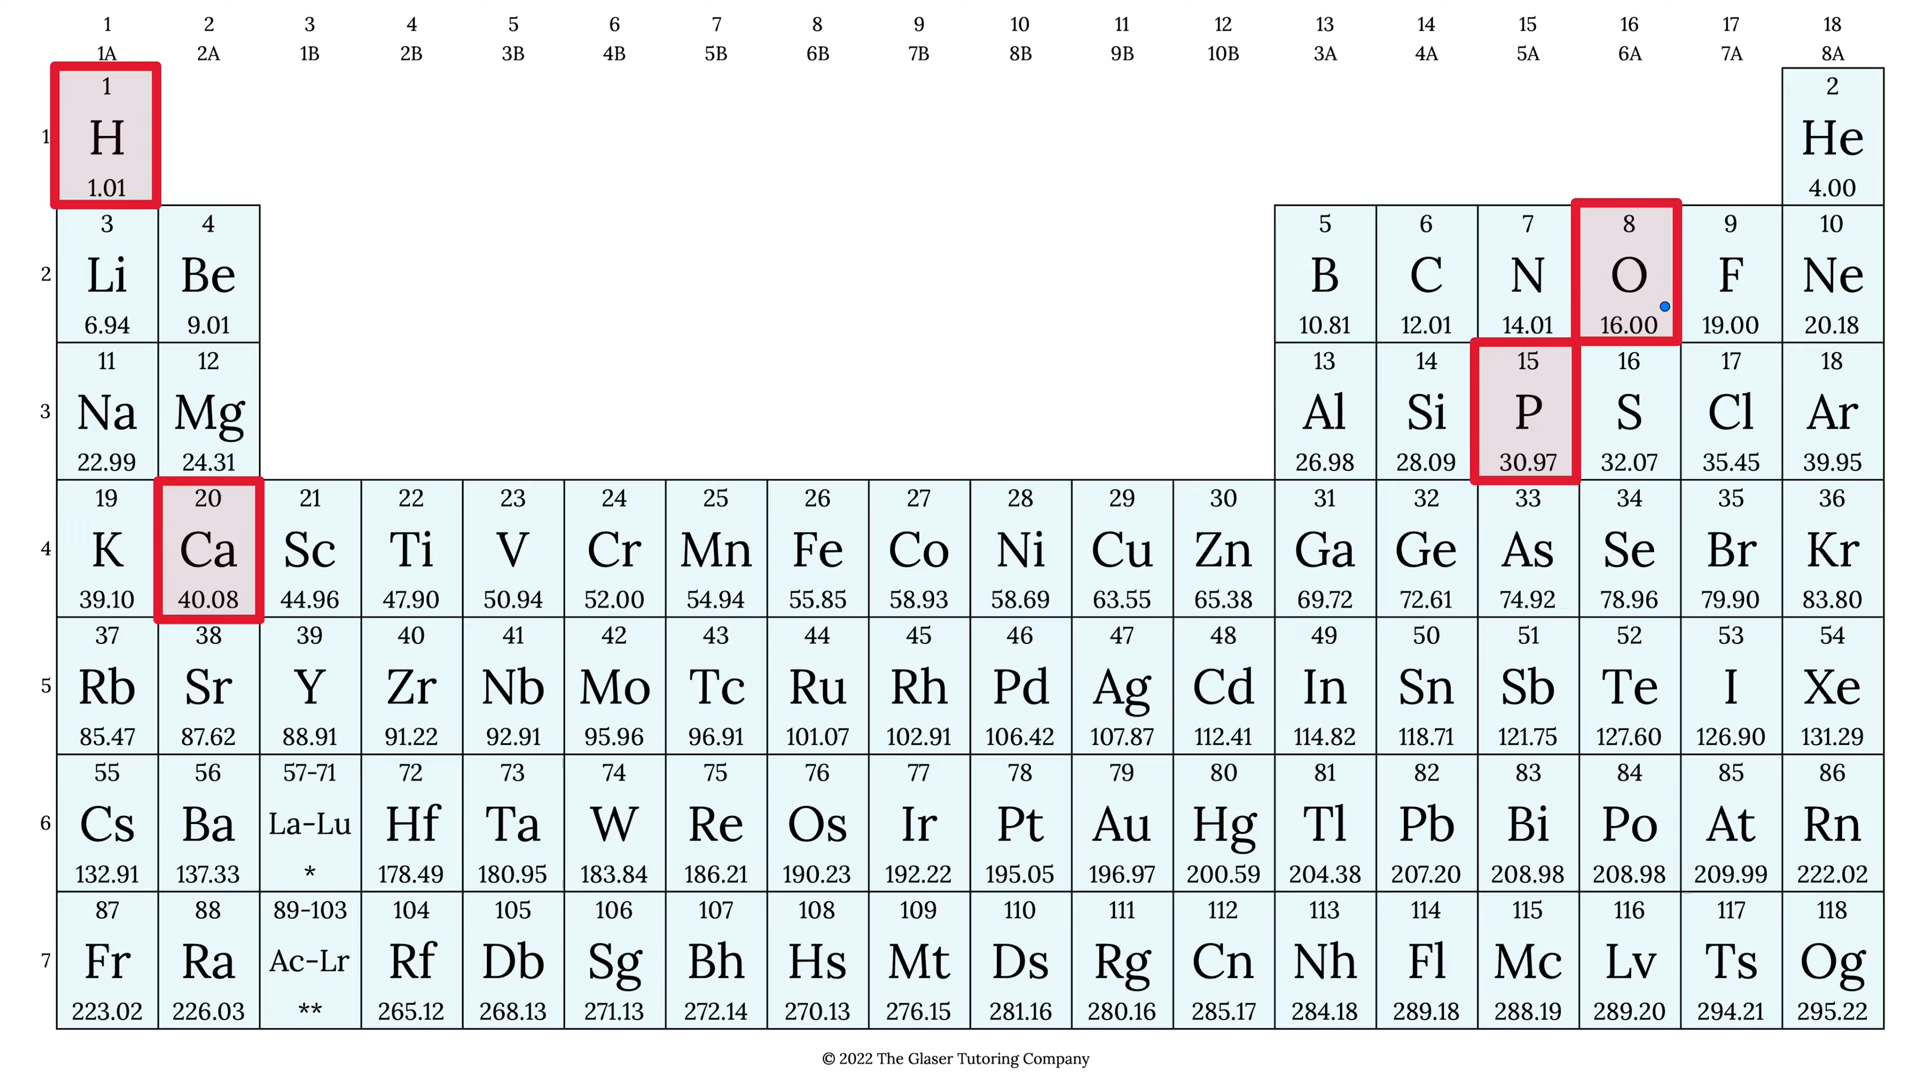 1 2 3 4 5 6 7 8 9 10 11 12 13 14 15 16 17 18
1A 2A 1B 2B 3B 4B 5B 6B 7B 8B 9B 10B 3A 4A 5A 6A 7A 8A
1 2
1 H He
1.01 4.00
3 4 5 6 7 8 9 10
2 Li Be B C N O F Ne
6.94 9.01 10.81 12.01 14.01 16.00 19.00 20.18
11 12 13 14 15 16 17 18
3 Na Mg Al Si P S Cl Ar
22.99 24.31 26.98 28.09 30.97 32.07 35.45 39.95
19 20 21 22 23 24 25 26 27 28 29 30 31 32 33 34 35 36
4 K Ca Sc Ti V Cr Mn Fe Co Ni Cu Zn Ga Ge As Se Br Kr
39.10 40.08 44.96 47.90 50.94 52.00 54.94 55.85 58.93 58.69 63.55 65.38 69.72 72.61 74.92 78.96 79.90 83.80
37 38 39 40 41 42 43 44 45 46 47 48 49 50 51 52 53 54
5 Rb Sr Y Zr Nb Mo Tc Ru Rh Pd Ag Cd In Sn Sb Te I Xe
85.47 87.62 88.91 91.22 92.91 95.96 96.91 101.07 102.91 106.42 107.87 112.41 114.82 118.71 121.75 127.60 126.90 131.29
55 56 57-71 72 73 74 75 76 77 78 79 80 81 82 83 84 85 86
6 Cs Ba La-Lu Hf Ta W Re Os Ir Pt Au Hg Tl Pb Bi Po At Rn
132.91 137.33 * 178.49 180.95 183.84 186.21 190.23 192.22 195.05 196.97 200.59 204.38 207.20 208.98 208.98 209.99 222.02
87 88 89-103 104 105 106 107 108 109 110 111 112 113 114 115 116 117 118
7 Fr Ra Ac-Lr Rf Db Sg Bh Hs Mt Ds Rg Cn Nh Fl Mc Lv Ts Og
223.02 226.03 ** 265.12 268.13 271.13 272.14 270.13 276.15 281.16 280.16 285.17 284.18 289.18 288.19 289.20 294.21 295.22
© 2022 The Glaser Tutoring Company